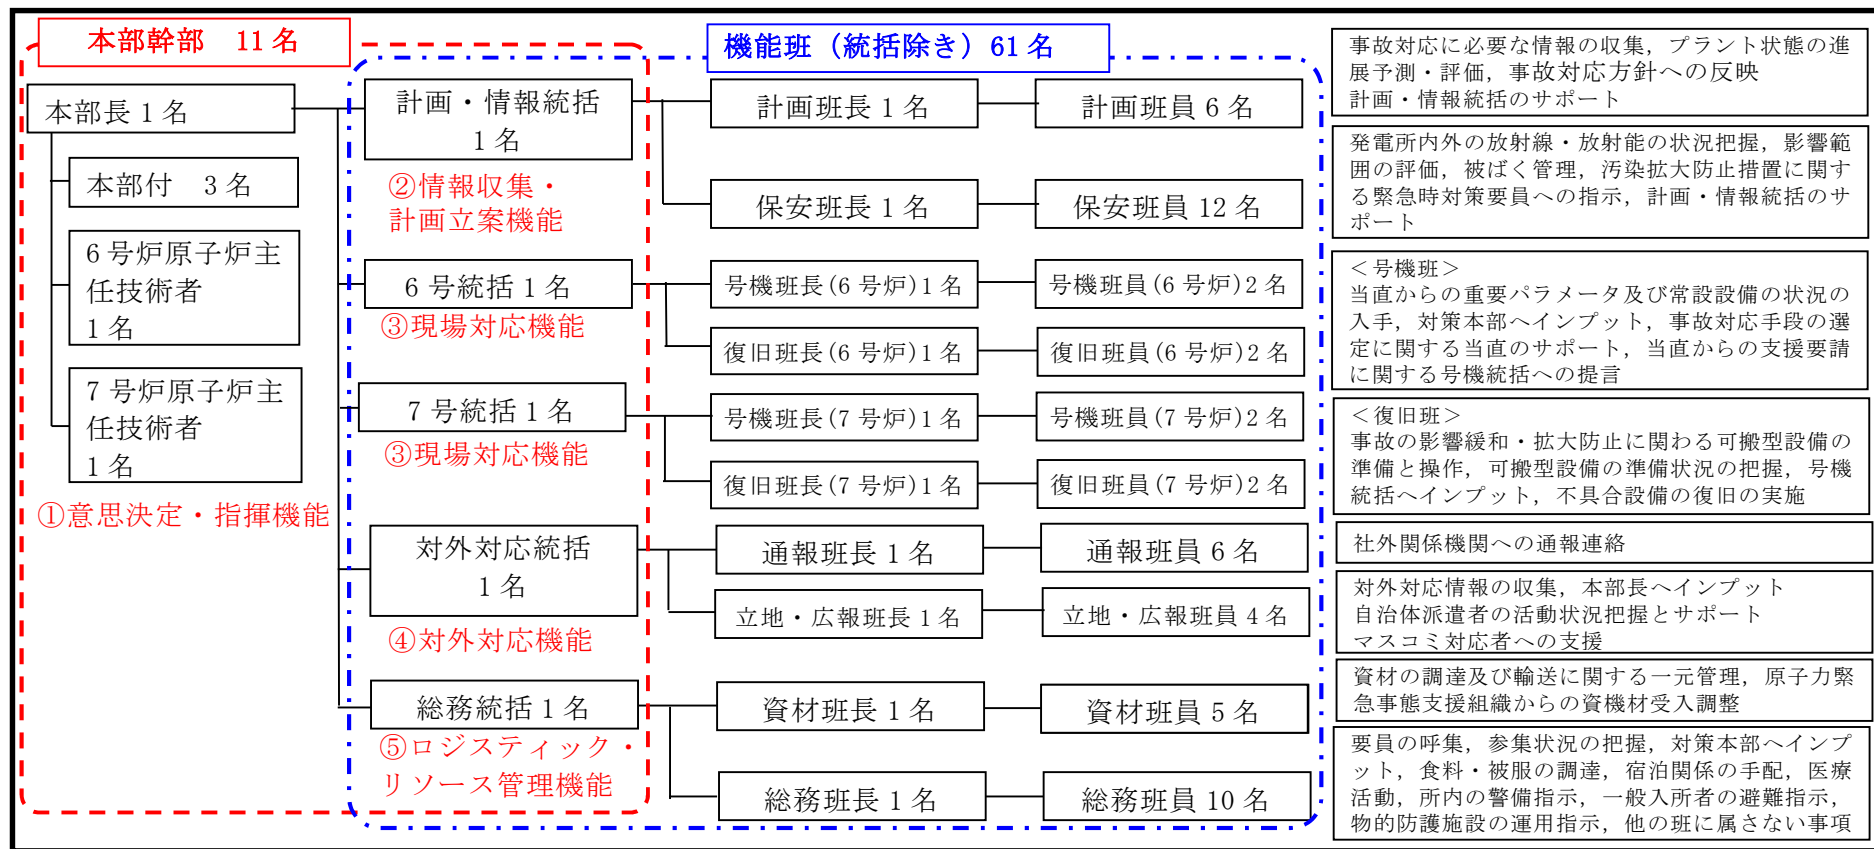 本部幹部　11名
機能班（統括除き）61名
本部長1名
本部付　3名
6号炉原子炉主
任技術者
1名
7号炉原子炉主
任技術者
1名
①意思決定・指揮機能
計画・情報統括
1名
②情報収集・
計画立案機能
6号統括1名
③現場対応機能
7号統括1名
③現場対応機能
対外対応統括
1名
④対外対応機能
総務統括1名
⑤ロジスティック・
リソース管理機能
計画班長1名
計画班員6名
保安班長1名
保安班員12名
号機班長(6号炉)1名
号機班員(6号炉)2名
復旧班長(6号炉)1名
復旧班員(6号炉)2名
号機班長(7号炉)1名
号機班員(7号炉)2名
復旧班長(7号炉)1名
復旧班員(7号炉)2名
通報班長1名
通報班員6名
立地・広報班長1名
立地・広報班員4名
資材班長1名
資材班員5名
総務班長1名
総務班員10名
事故対応に必要な情報の収集，プラント状態の進
展予測・評価，事故対応方針への反映
計画・情報統括のサポート
発電所内外の放射線・放射能の状況把握，影響範
囲の評価，被ばく管理，汚染拡大防止措置に関す
る緊急時対策要員への指示，計画・情報統括のサ
ポート
＜号機班＞
当直からの重要パラメータ及び常設設備の状況の
入手，対策本部へインプット，事故対応手段の選
定に関する当直のサポート，当直からの支援要請
に関する号機統括への提言
＜復旧班＞
事故の影響緩和・拡大防止に関わる可搬型設備の
準備と操作，可搬型設備の準備状況の把握，号機
統括へインプット，不具合設備の復旧の実施
社外関係機関への通報連絡
対外対応情報の収集，本部長へインプット
自治体派遣者の活動状況把握とサポート
マスコミ対応者への支援
資材の調達及び輸送に関する一元管理，原子力緊
急事態支援組織からの資機材受入調整
要員の呼集，参集状況の把握，対策本部へインプ
ット，食料・被服の調達，宿泊関係の手配，医療
活動，所内の警備指示，一般入所者の避難指示，
物的防護施設の運用指示，他の班に属さない事項